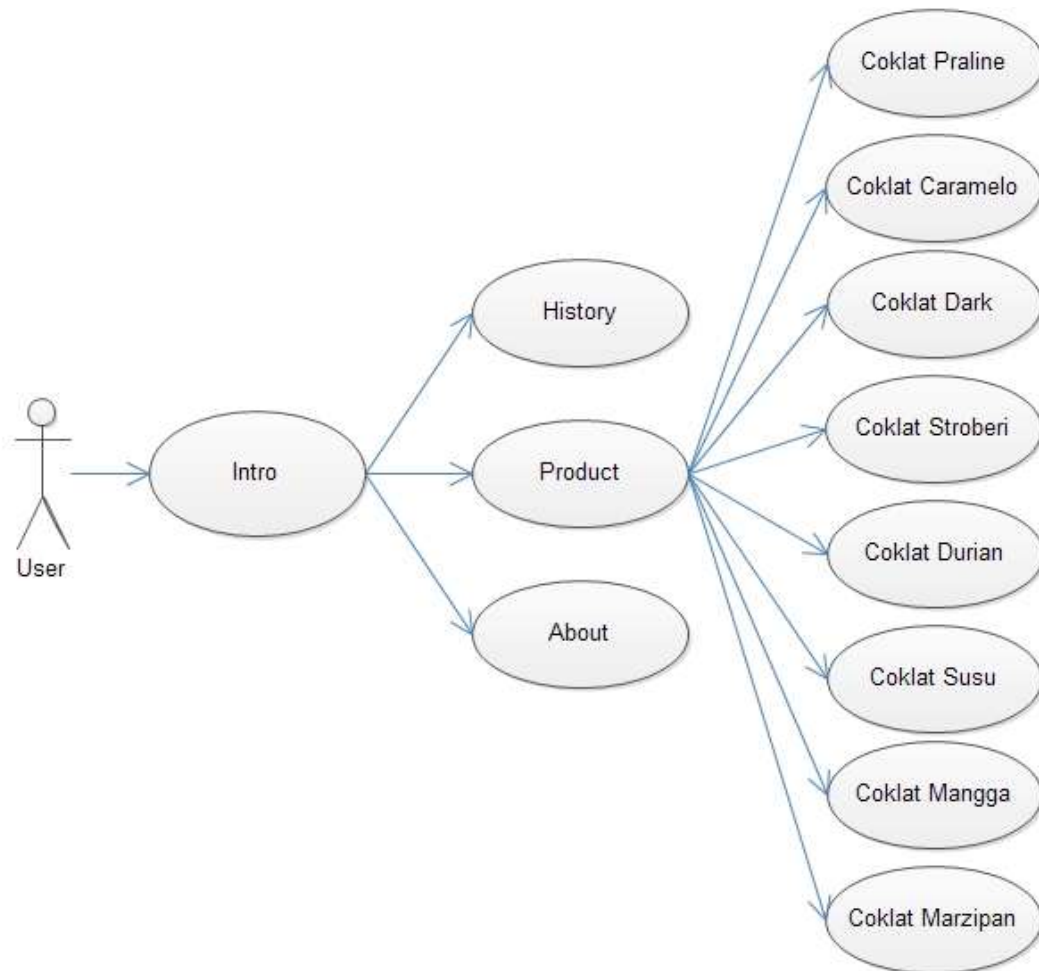 User
Intro
History
Product
About
Coklat Praline
Coklat Caramelo
Coklat Dark
Coklat Stroberi
Coklat Durian
Coklat Susu
Coklat Mangga
Coklat Marzipan